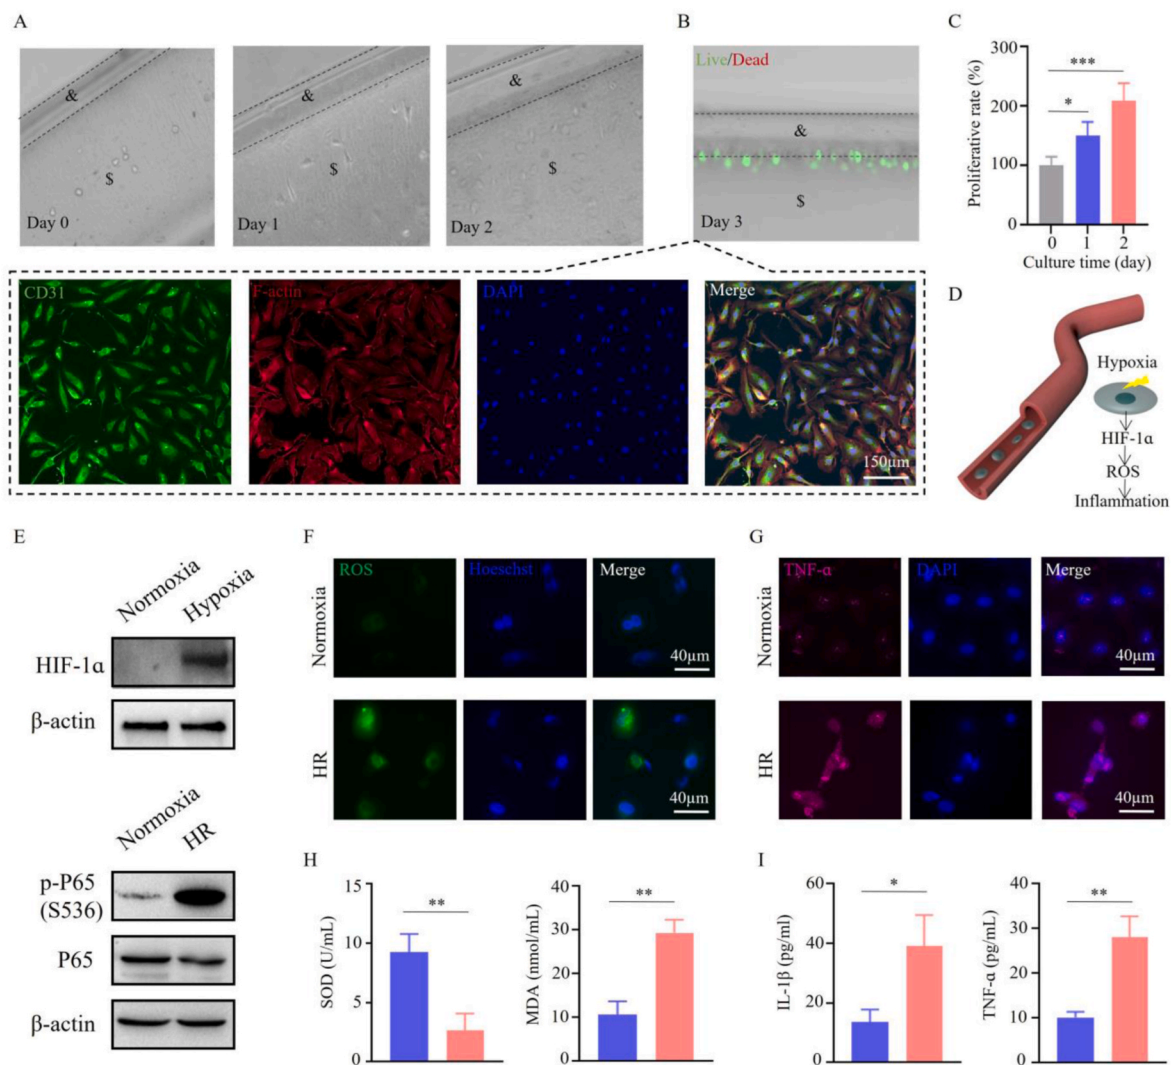 A
&
$
Day 0
&
$
Day 1
&
$
Day 2
B
Live/Dead
&
$
Day 3
C
Proliferative rate (%)
300
200
100
0
*
***
0 1 2
Culture time (day)
CD31
F-actin
DAPI
Merge
150μm
D
Hypoxia
HIF-1α
ROS
Inflammation
E
Normoxia
Hypoxia
HIF-1α
β-actin
Normoxia
HR
p-P65
(S536)
P65
β-actin
F
Normoxia
ROS
Hoeschst
Merge
40μm
HR
40μm
G
Normoxia
TNF-α
DAPI
Merge
40μm
HR
40μm
H
SOD (U/mL)
15
10
5
0
**
MDA (nmol/mL)
40
30
20
10
0
**
I
IL-1β (pg/ml)
60
40
20
0
*
TNF-α (pg/mL)
40
30
20
10
0
**